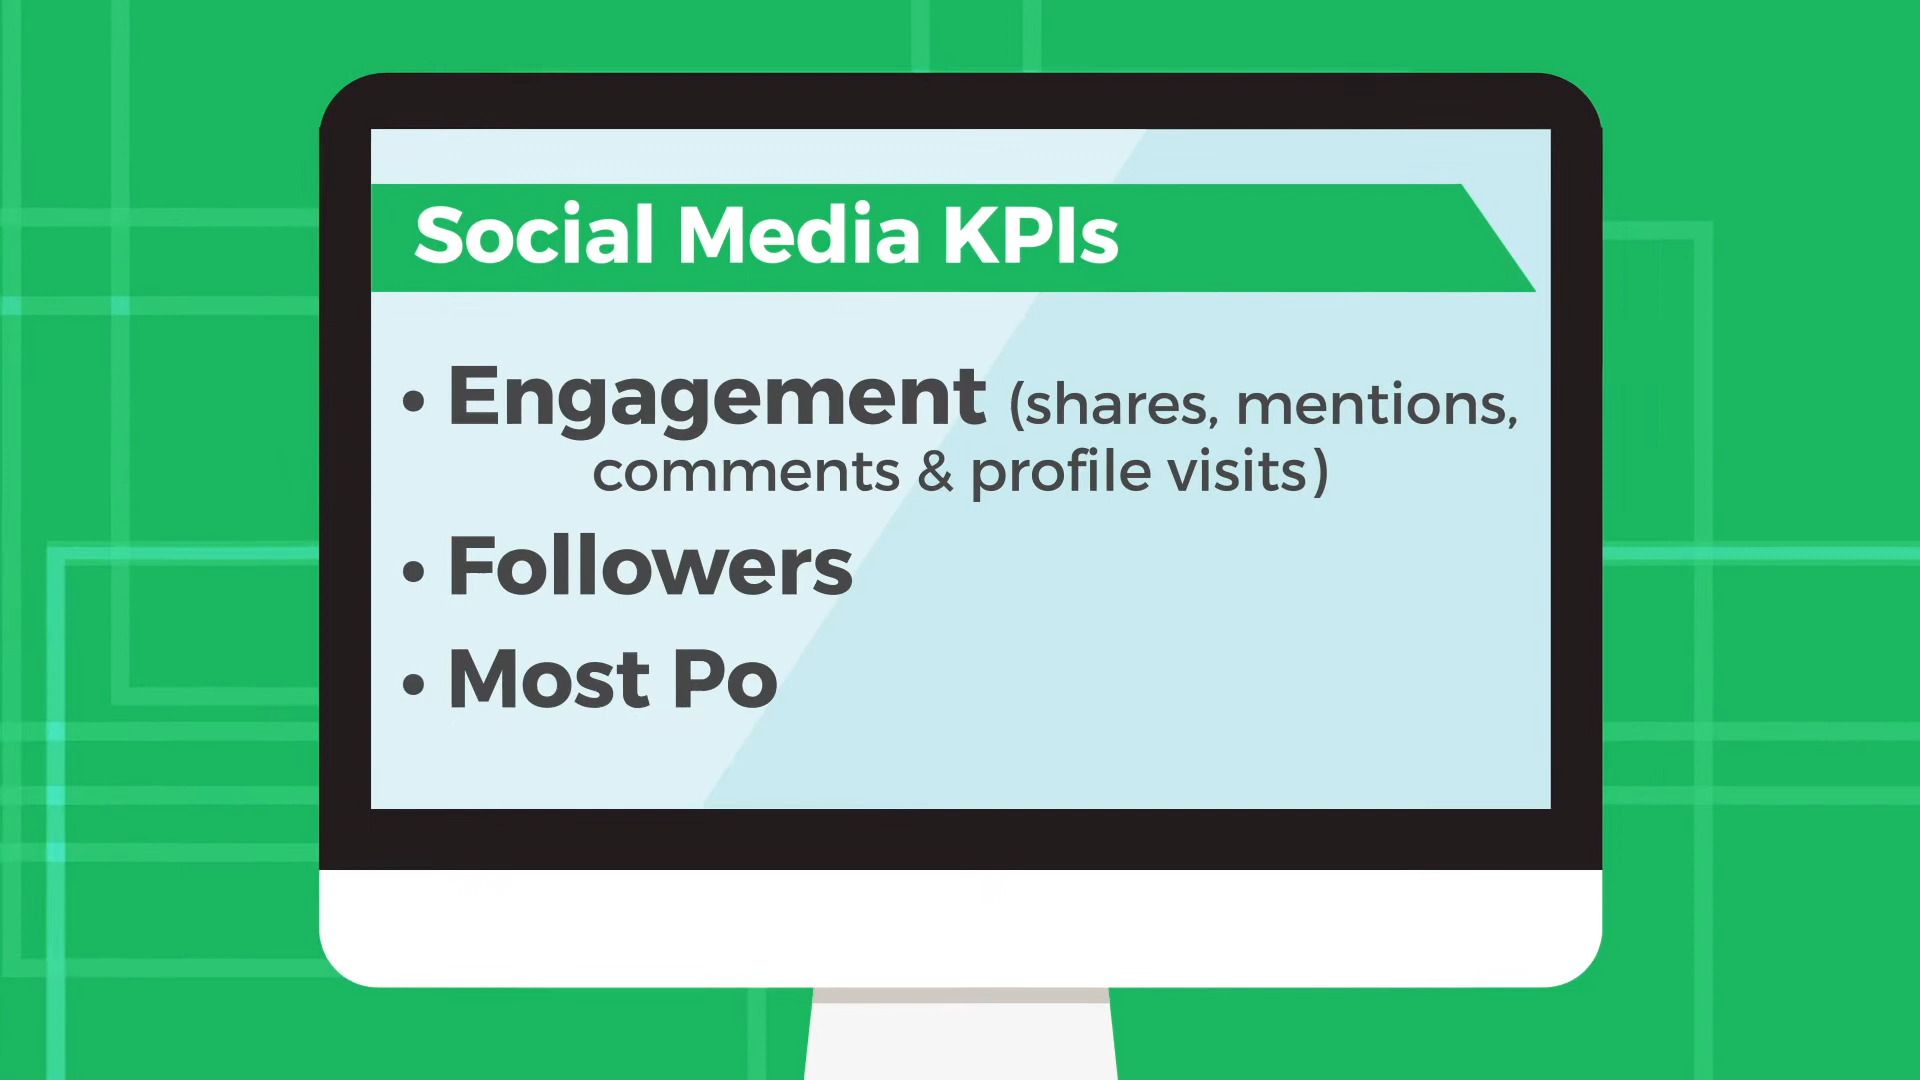 Social Media KPIs
• Engagement (shares, mentions,
comments & profile visits)
• Followers
• Most Po